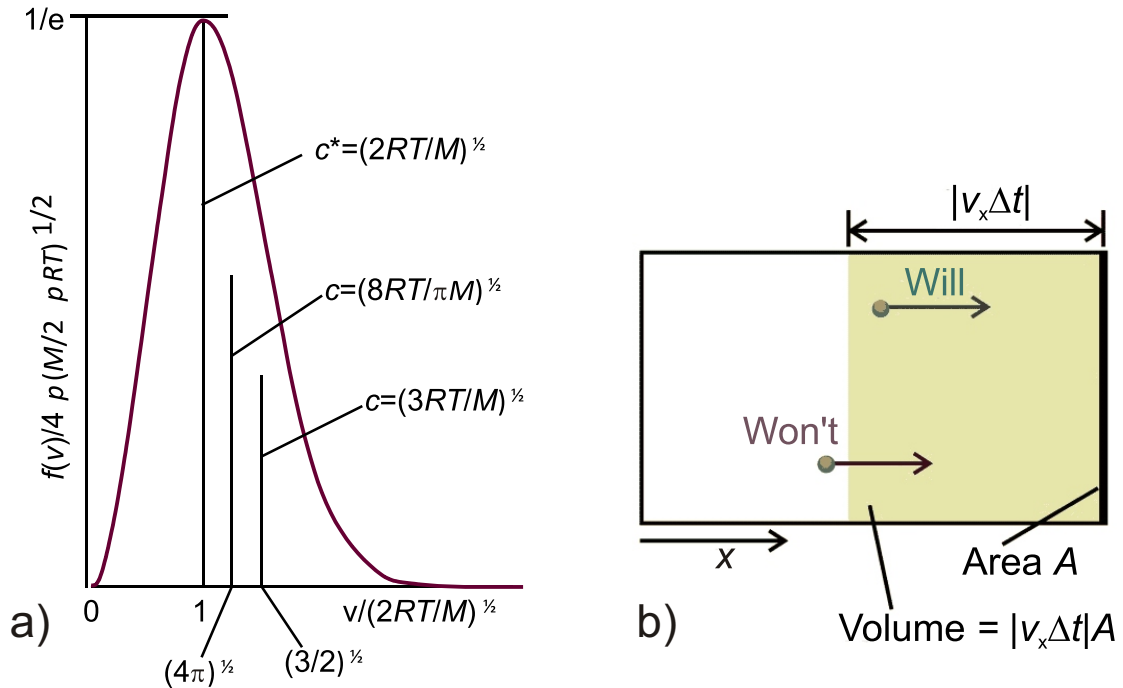 1/e
f(v)/4 p(M/2 pRT)1/2
c*=(2RT/M)½
c=(8RT/πM)½
c=(3RT/M)½
0
1
v/(2RT/M)½
(4π)½
(3/2)½
a)
|vxΔt|
Will
Won't
x
Area A
Volume = |vxΔt|A
b)